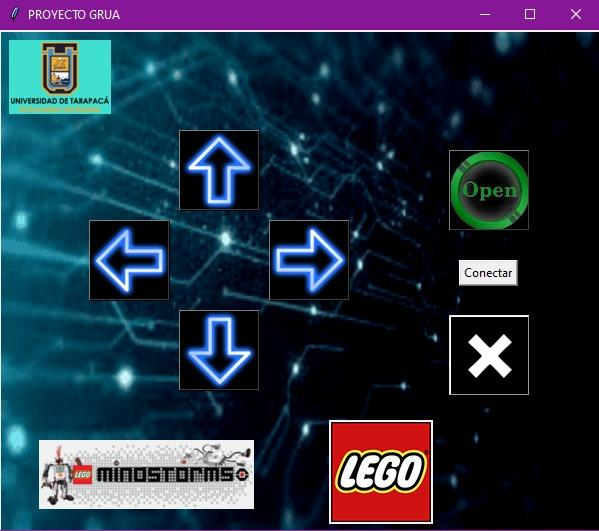 PROYECTO GRUA
UNIVERSIDAD DE TARAPACÁ
Open
Conectar
LEGO
mindstorms
LEGO